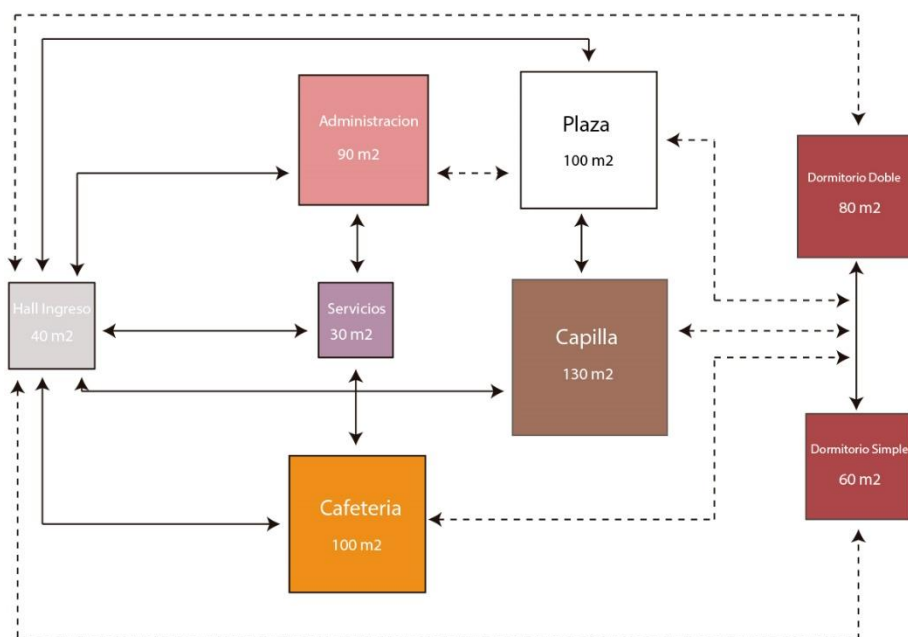 Administracion
90 m2
Plaza
100 m2
Dormitorio Doble
80 m2
Hall Ingreso
40 m2
Servicios
30 m2
Capilla
130 m2
Dormitorio Simple
60 m2
Cafeteria
100 m2